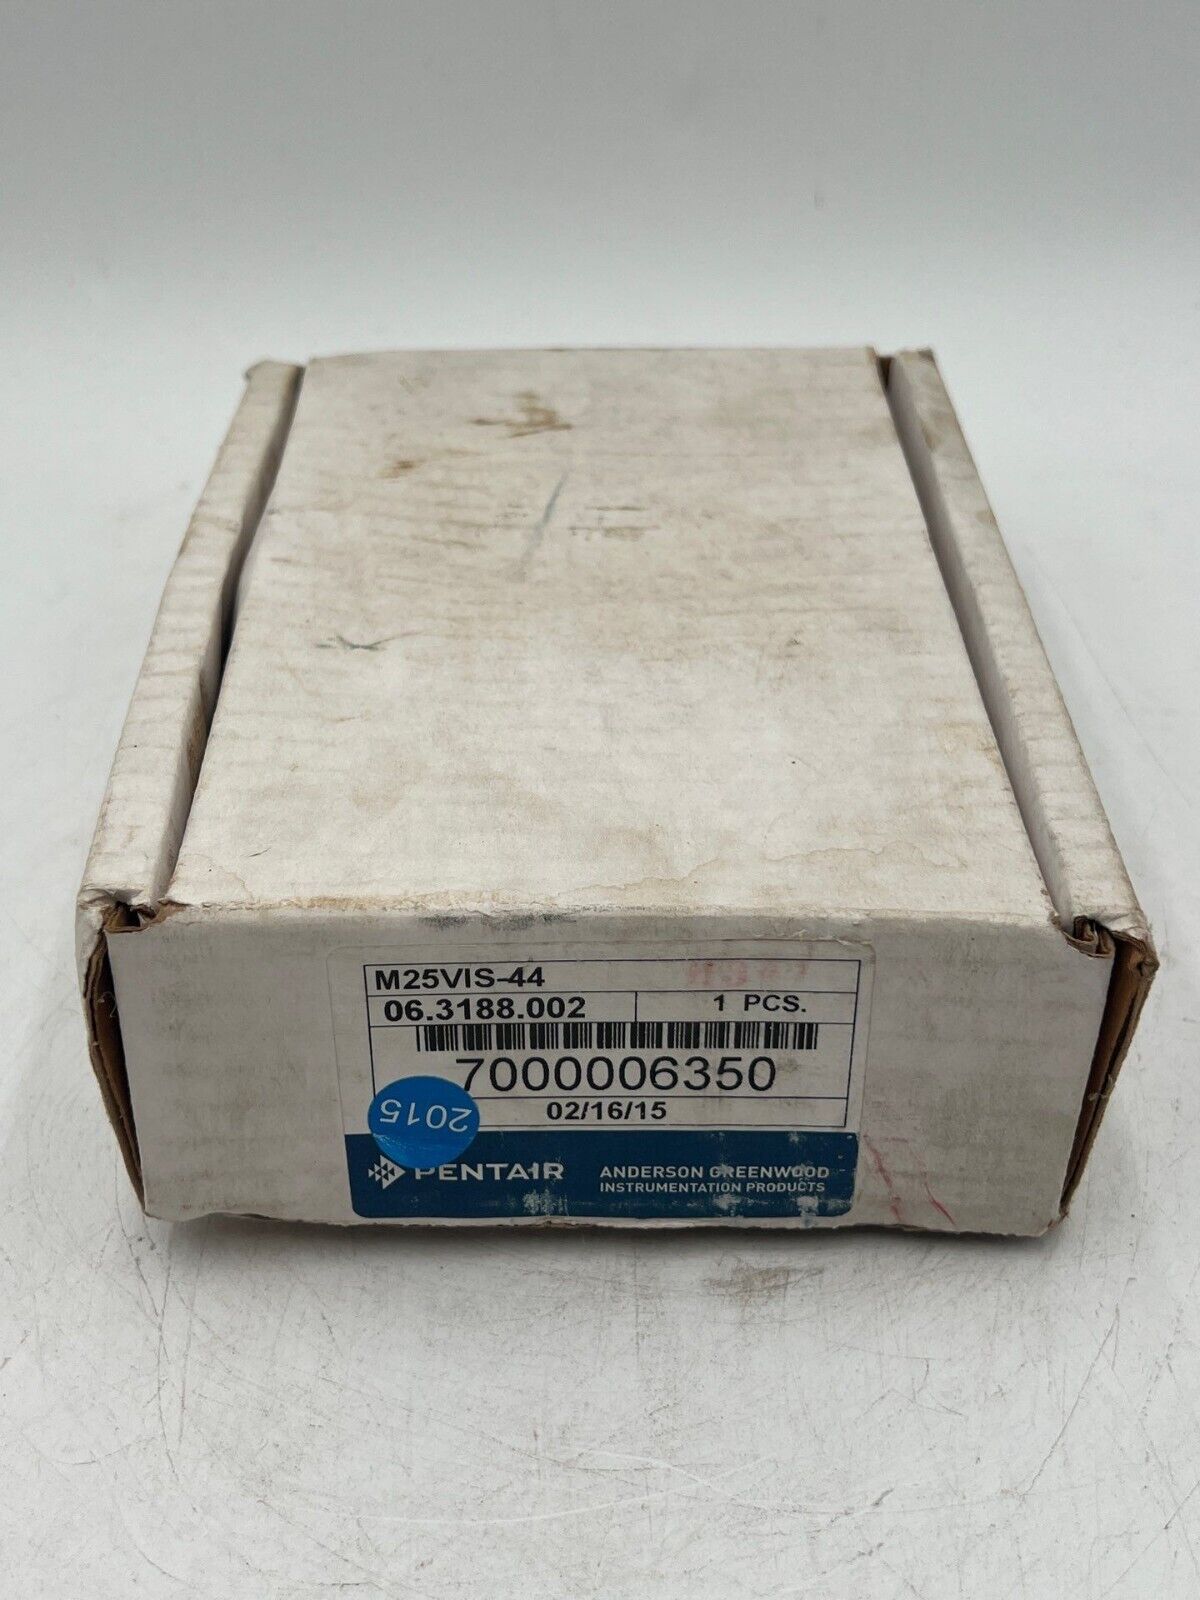 M25VIS-44
06.3188.002 1 PCS.
7000006350
2015
02/16/15
PENTAIR ANDERSON GREENWOOD
INSTRUMENTATION PRODUCTS